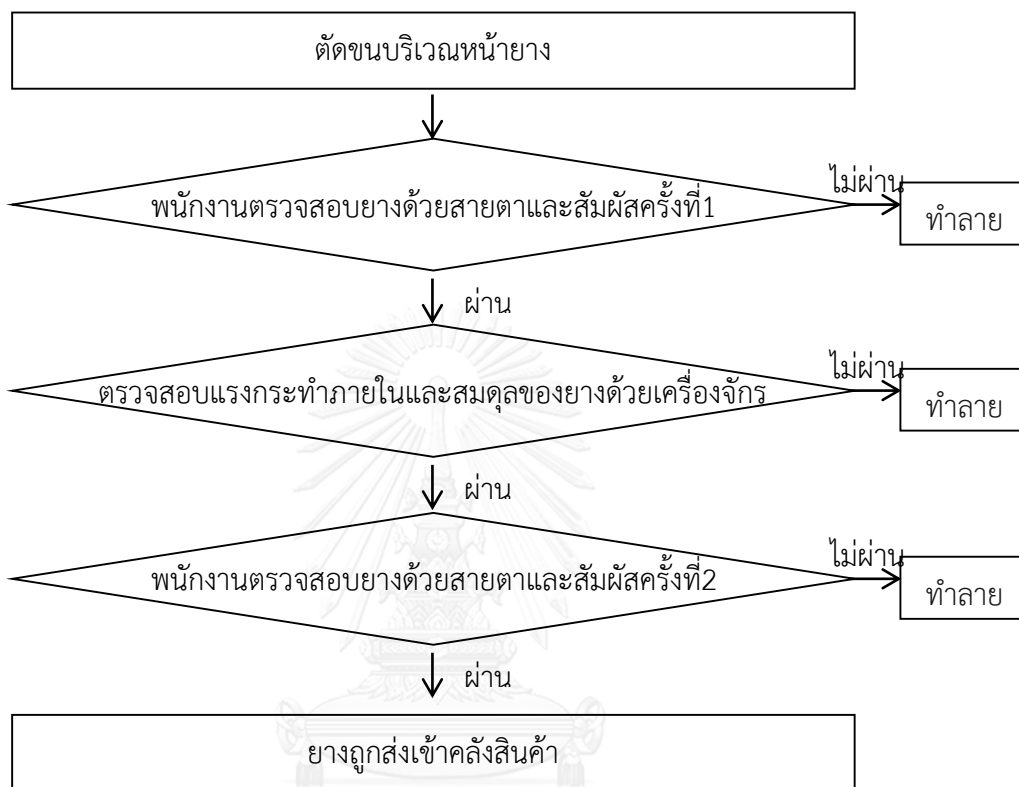 ตัดขนบริเวณหน้ายาง
พนักงานตรวจสอบยางด้วยสายตาและสัมผัสครั้งที่1
ไม่ผ่าน
ทำลาย
ผ่าน
ตรวจสอบแรงกระทำภายในและสมดุลของยางด้วยเครื่องจักร
ไม่ผ่าน
ทำลาย
ผ่าน
พนักงานตรวจสอบยางด้วยสายตาและสัมผัสครั้งที่2
ไม่ผ่าน
ทำลาย
ผ่าน
ยางถูกส่งเข้าคลังสินค้า